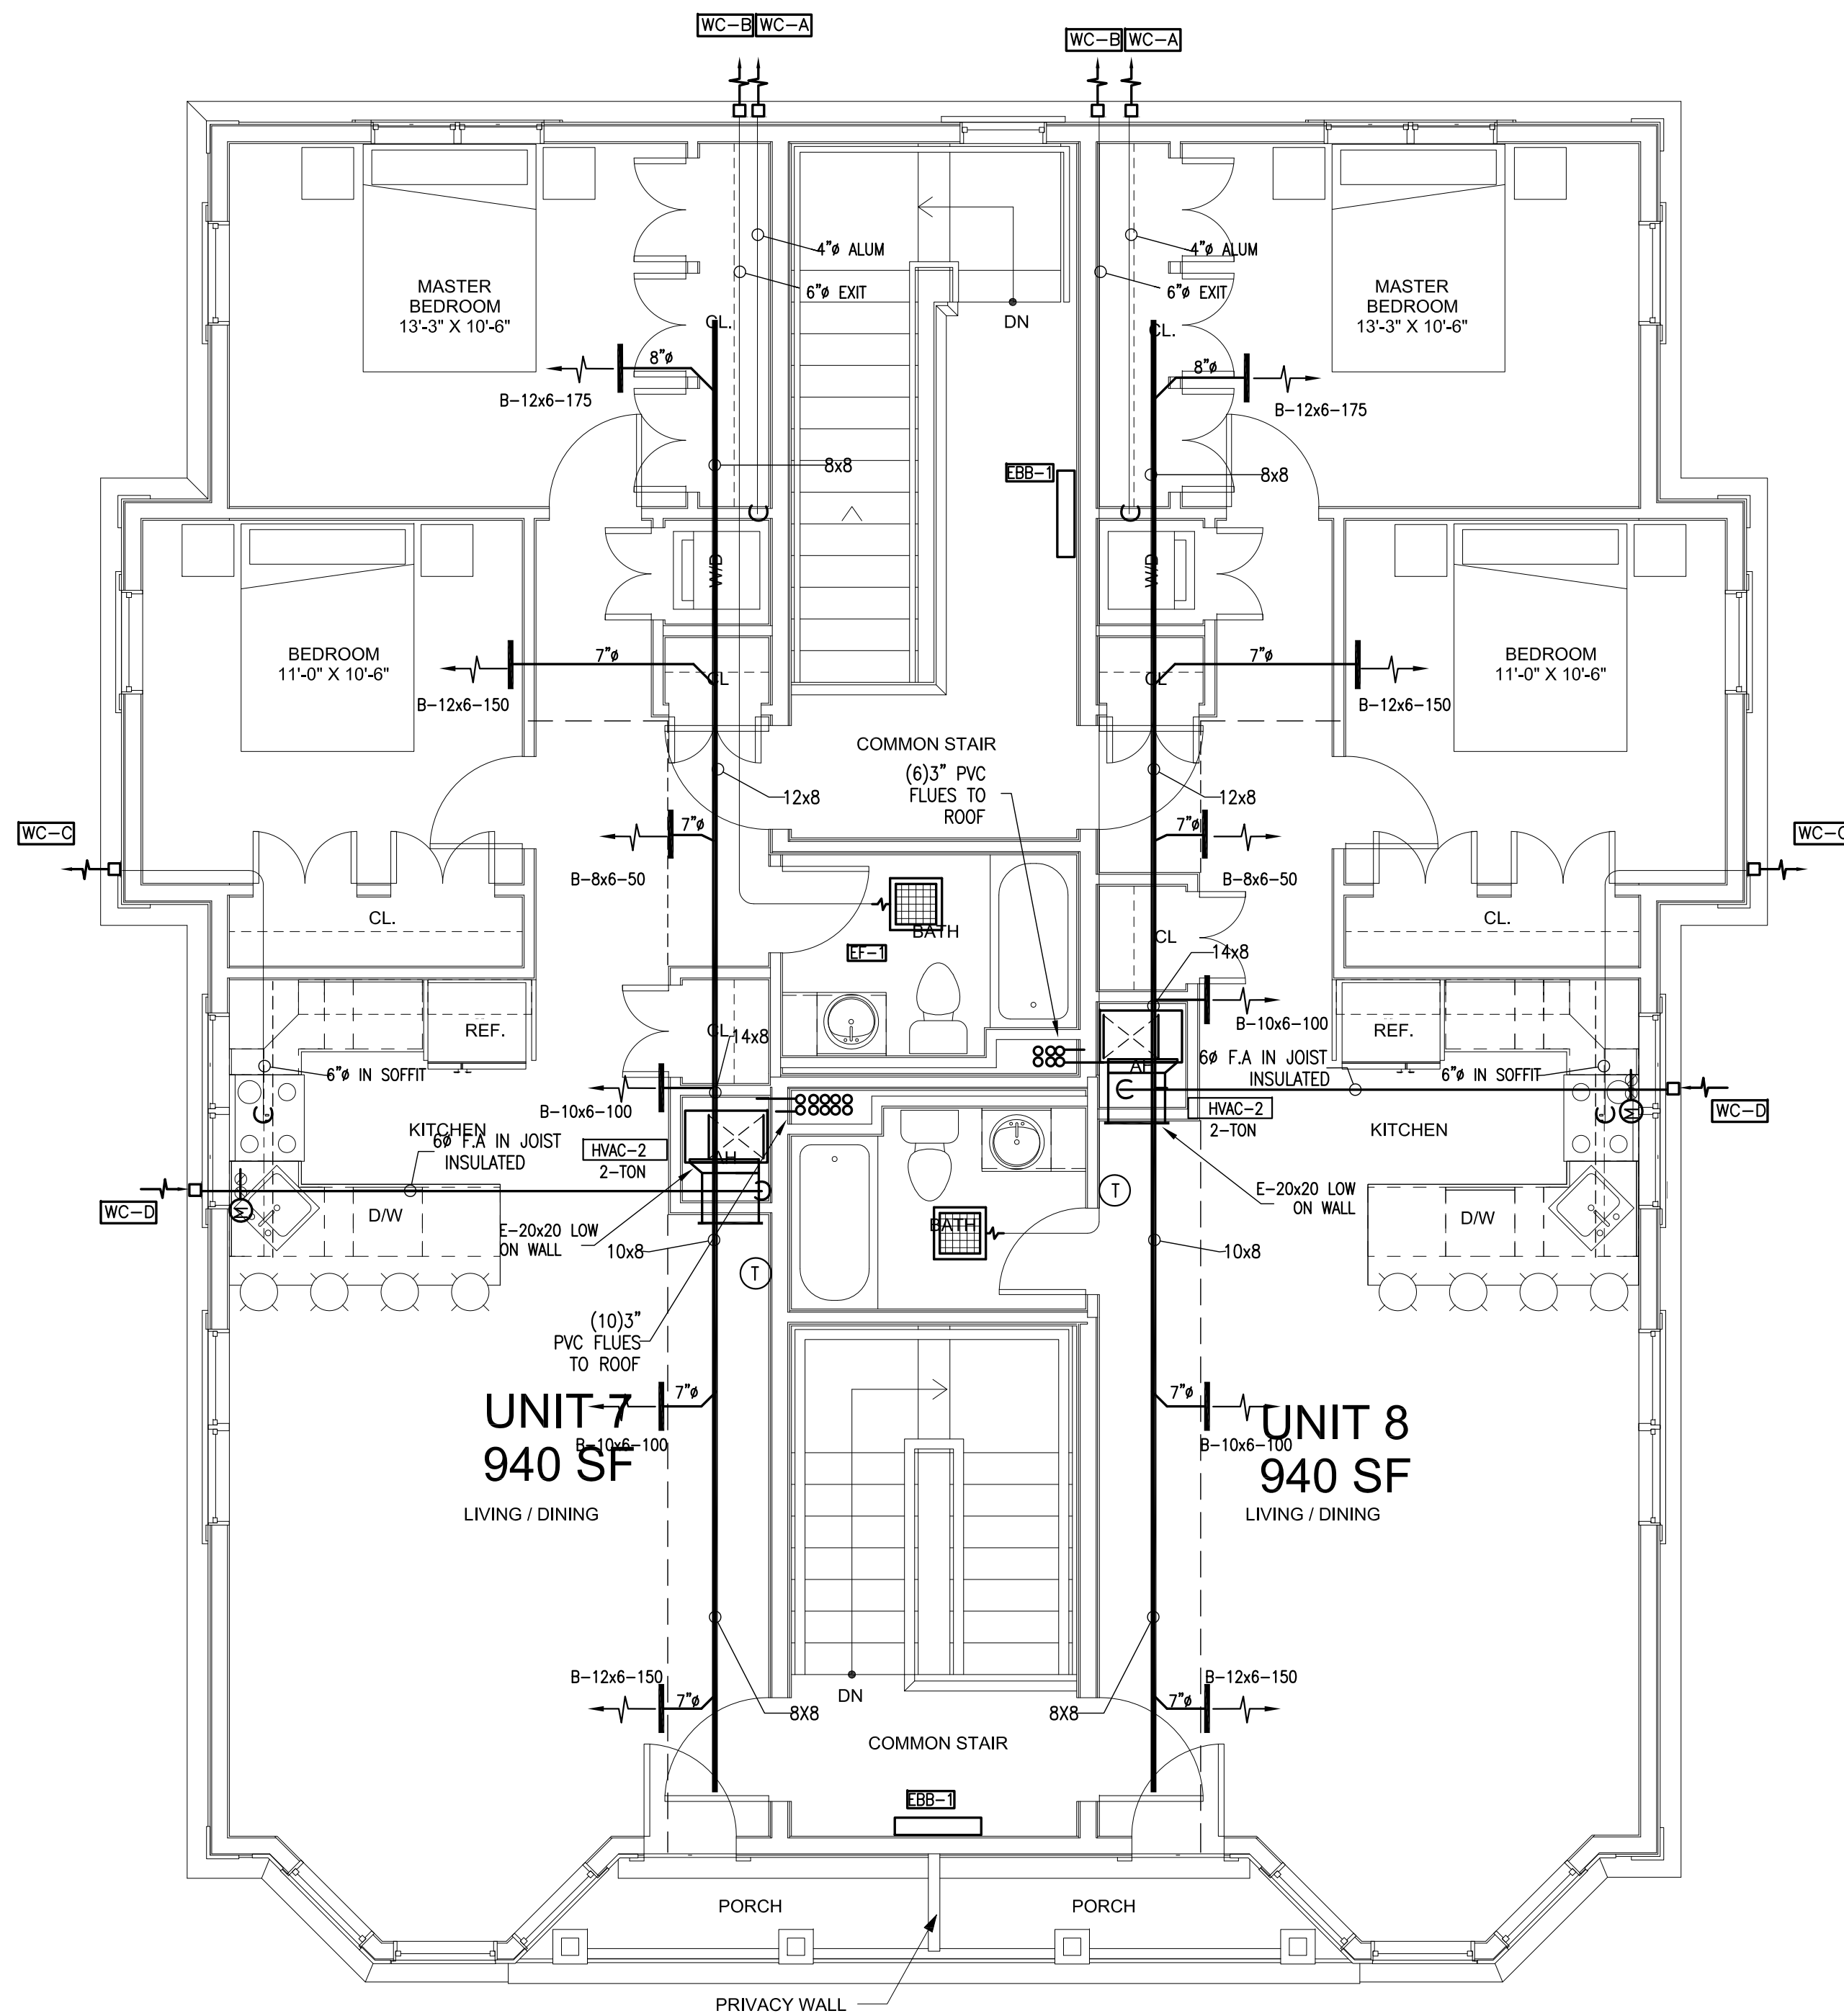 WC-B WC-A
WC-B WC-A
4"ø ALUM
4"ø ALUM
6"ø EXIT
6"ø EXIT
MASTER
BEDROOM
13'-3" X 10'-6"
MASTER
BEDROOM
13'-3" X 10'-6"
CL.
DN
CL.
8"ø
8"ø
B-12x6-175
B-12x6-175
8x8
EBB-1
8x8
W/D
W/D
BEDROOM
11'-0" X 10'-6"
7"ø
CL
B-12x6-150
7"ø
CL
BEDROOM
11'-0" X 10'-6"
B-12x6-150
COMMON STAIR
(6)3" PVC
FLUES TO
ROOF
12x8
12x8
WC-C
7"ø
7"ø
WC-C
B-8x6-50
B-8x6-50
CL.
BATH
EF-1
CL
CL.
14x8
REF.
CL.
14x8
B-10x6-100
REF.
6"ø IN SOFFIT
6ø F.A IN JOIST
INSULATED
6"ø IN SOFFIT
AH
B-10x6-100
KITCHEN
6ø F.A IN JOIST
INSULATED
HVAC-2
2-TON
AH
HVAC-2
2-TON
KITCHEN
WC-D
M
WC-D
M
D/W
E-20x20 LOW
ON WALL
T
E-20x20 LOW
ON WALL
D/W
BATH
10x8
T
10x8
(10)3"
PVC FLUES
TO ROOF
7"ø
7"ø
UNIT 7
940 SF
B-10x6-100
LIVING / DINING
UNIT 8
940 SF
B-10x6-100
LIVING / DINING
B-12x6-150
7"ø
8X8
DN
8X8
B-12x6-150
7"ø
COMMON STAIR
EBB-1
PORCH
PORCH
PRIVACY WALL